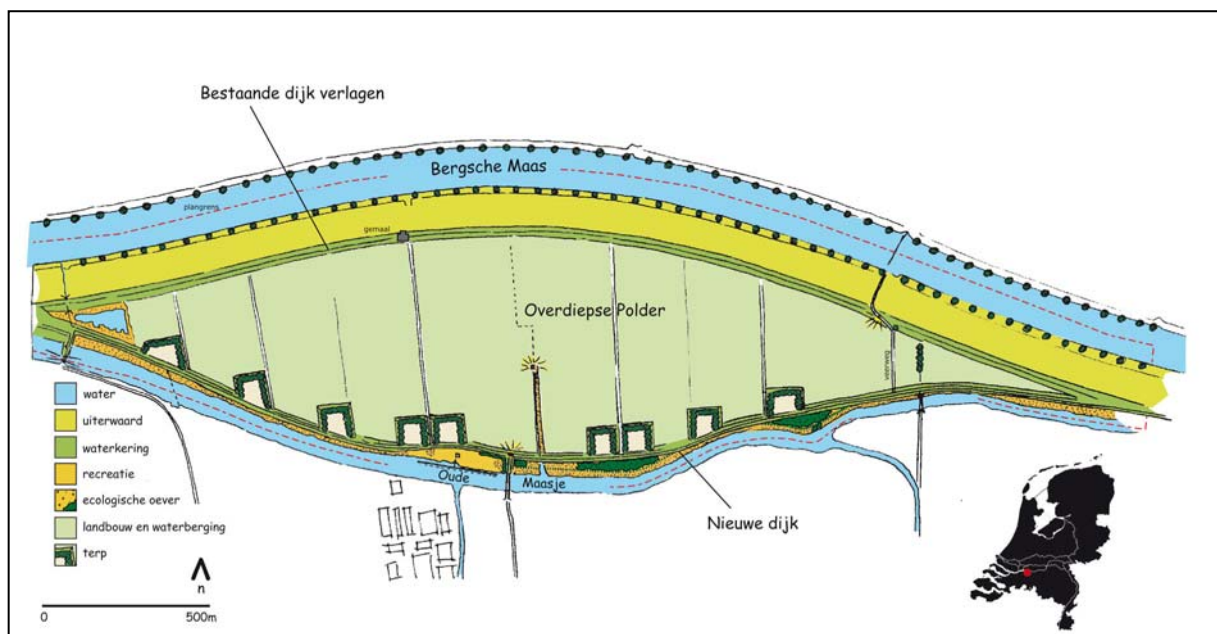 Bestaande dijk verlagen
Bergsche Maas
plangrens
gemaal
Overdiepse Polder
veerweg
water
uiterwaard
waterkering
recreatie
ecologische oever
landbouw en waterberging
terp
Oude
Maasje
Nieuwe dijk
n
0
500m